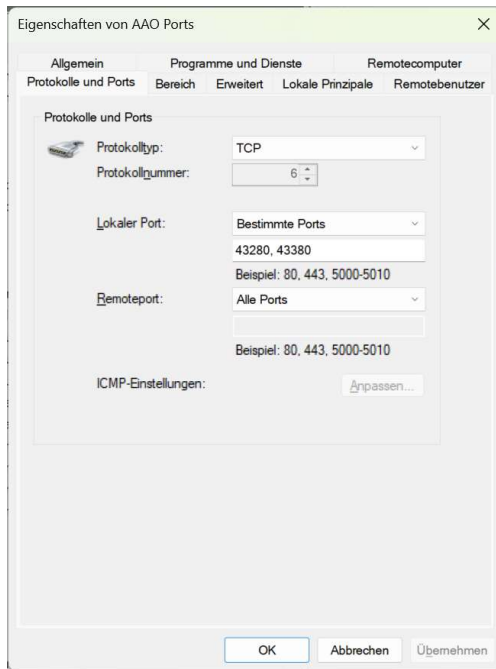 Eigenschaften von AAO Ports
Allgemein Programme und Dienste Remotecomputer
Protokolle und Ports Bereich Erweitert Lokale Prinzipale Remotebenutzer
Protokolle und Ports
Protokolltyp: TCP
Protokollnummer: 6
Lokaler Port: Bestimmte Ports
43280, 43380
Beispiel: 80, 443, 5000-5010
Remoteport: Alle Ports
Beispiel: 80, 443, 5000-5010
ICMP-Einstellungen: Anpassen...
OK Abbrechen Übernehmen